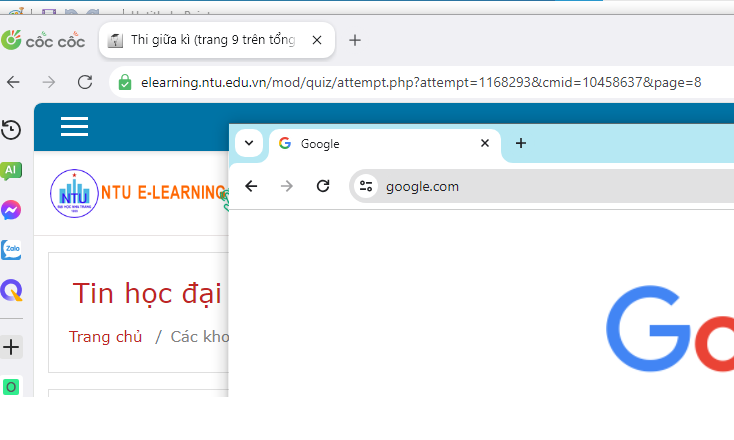 cốc cốc
Thi giữa kì (trang 9 trên tổng
elearning.ntu.edu.vn/mod/quiz/attempt.php?attempt=1168293&cmid=10458637&page=8
Google
google.com
AI
NTU
NTU E-LEARNING
Zalo
Tin học đại
Trang chủ / Các kho
Go